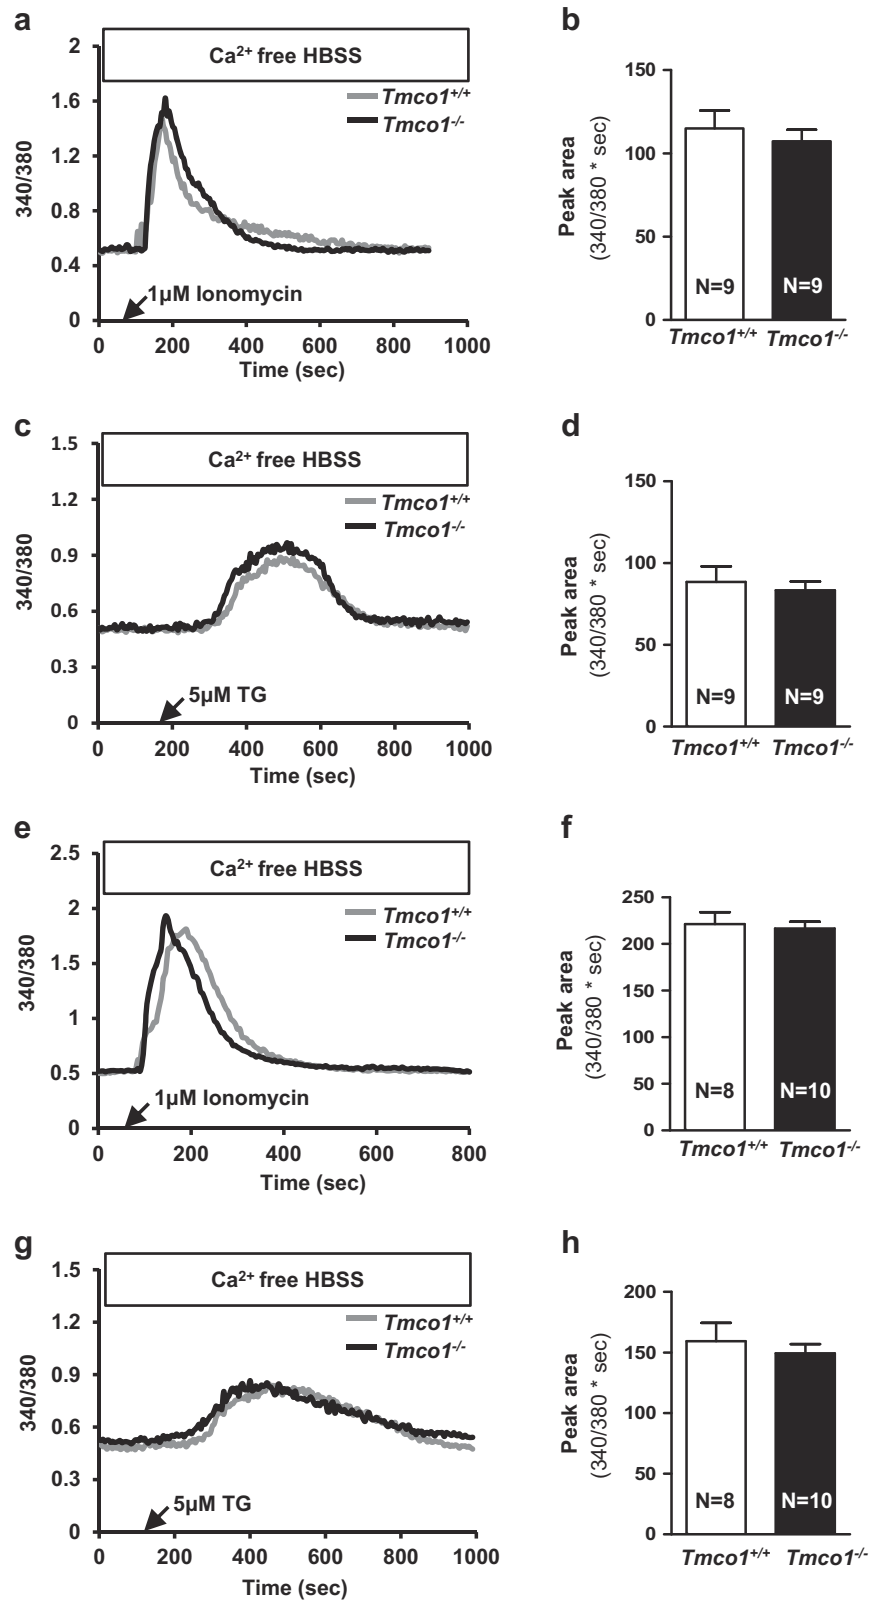 a
2
1.6
1.2
0.8
0.4
0
340/380
Ca²⁺ free HBSS
Tmco1⁺/⁺
Tmco1⁻/⁻
1μM Ionomycin
0 200 400 600 800 1000
Time (sec)
b
150
100
50
0
Peak area
(340/380 * sec)
N=9 N=9
Tmco1⁺/⁺ Tmco1⁻/⁻
c
1.5
1.2
0.9
0.6
0.3
0
340/380
Ca²⁺ free HBSS
Tmco1⁺/⁺
Tmco1⁻/⁻
5μM TG
0 200 400 600 800 1000
Time (sec)
d
150
100
50
0
Peak area
(340/380 * sec)
N=9 N=9
Tmco1⁺/⁺ Tmco1⁻/⁻
e
2.5
2
1.5
1
0.5
0
340/380
Ca²⁺ free HBSS
Tmco1⁺/⁺
Tmco1⁻/⁻
1μM Ionomycin
0 200 400 600 800
Time (sec)
f
250
200
150
100
50
0
Peak area
(340/380 * sec)
N=8 N=10
Tmco1⁺/⁺ Tmco1⁻/⁻
g
1.5
1.2
0.9
0.6
0.3
0
340/380
Ca²⁺ free HBSS
Tmco1⁺/⁺
Tmco1⁻/⁻
5μM TG
0 200 400 600 800 1000
Time (sec)
h
200
150
100
50
0
Peak area
(340/380 * sec)
N=8 N=10
Tmco1⁺/⁺ Tmco1⁻/⁻